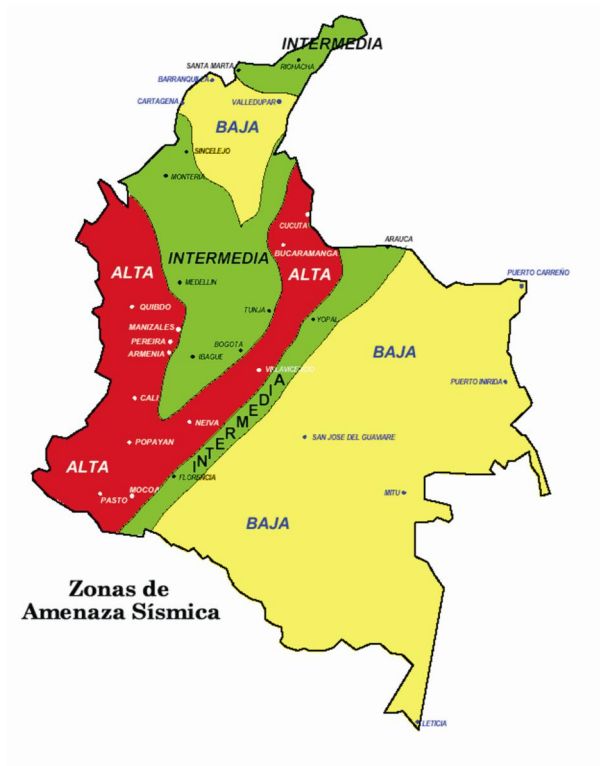 INTERMEDIA
SANTA MARTA
RIOHACHA
BARRANQUILLA
CARTAGENA
VALLEDUPAR
BAJA
SINCELEJO
MONTERIA
CUCUTA
ARAUCA
BUCARAMANGA
INTERMEDIA
ALTA
ALTA
PUERTO CARREÑO
MEDELLIN
QUIBDO
TUNJA
YOPAL
MANIZALES
PEREIRA
BOGOTA
ARMENIA
IBAGUE
BAJA
VILLAVICENCIO
PUERTO INIRIDA
CALI
INTERMEDIA
NEIVA
POPAYAN
SAN JOSE DEL GUAVIARE
ALTA
FLORENCIA
MOCOA
PASTO
MITU
BAJA
Zonas de
Amenaza Sísmica
LETICIA